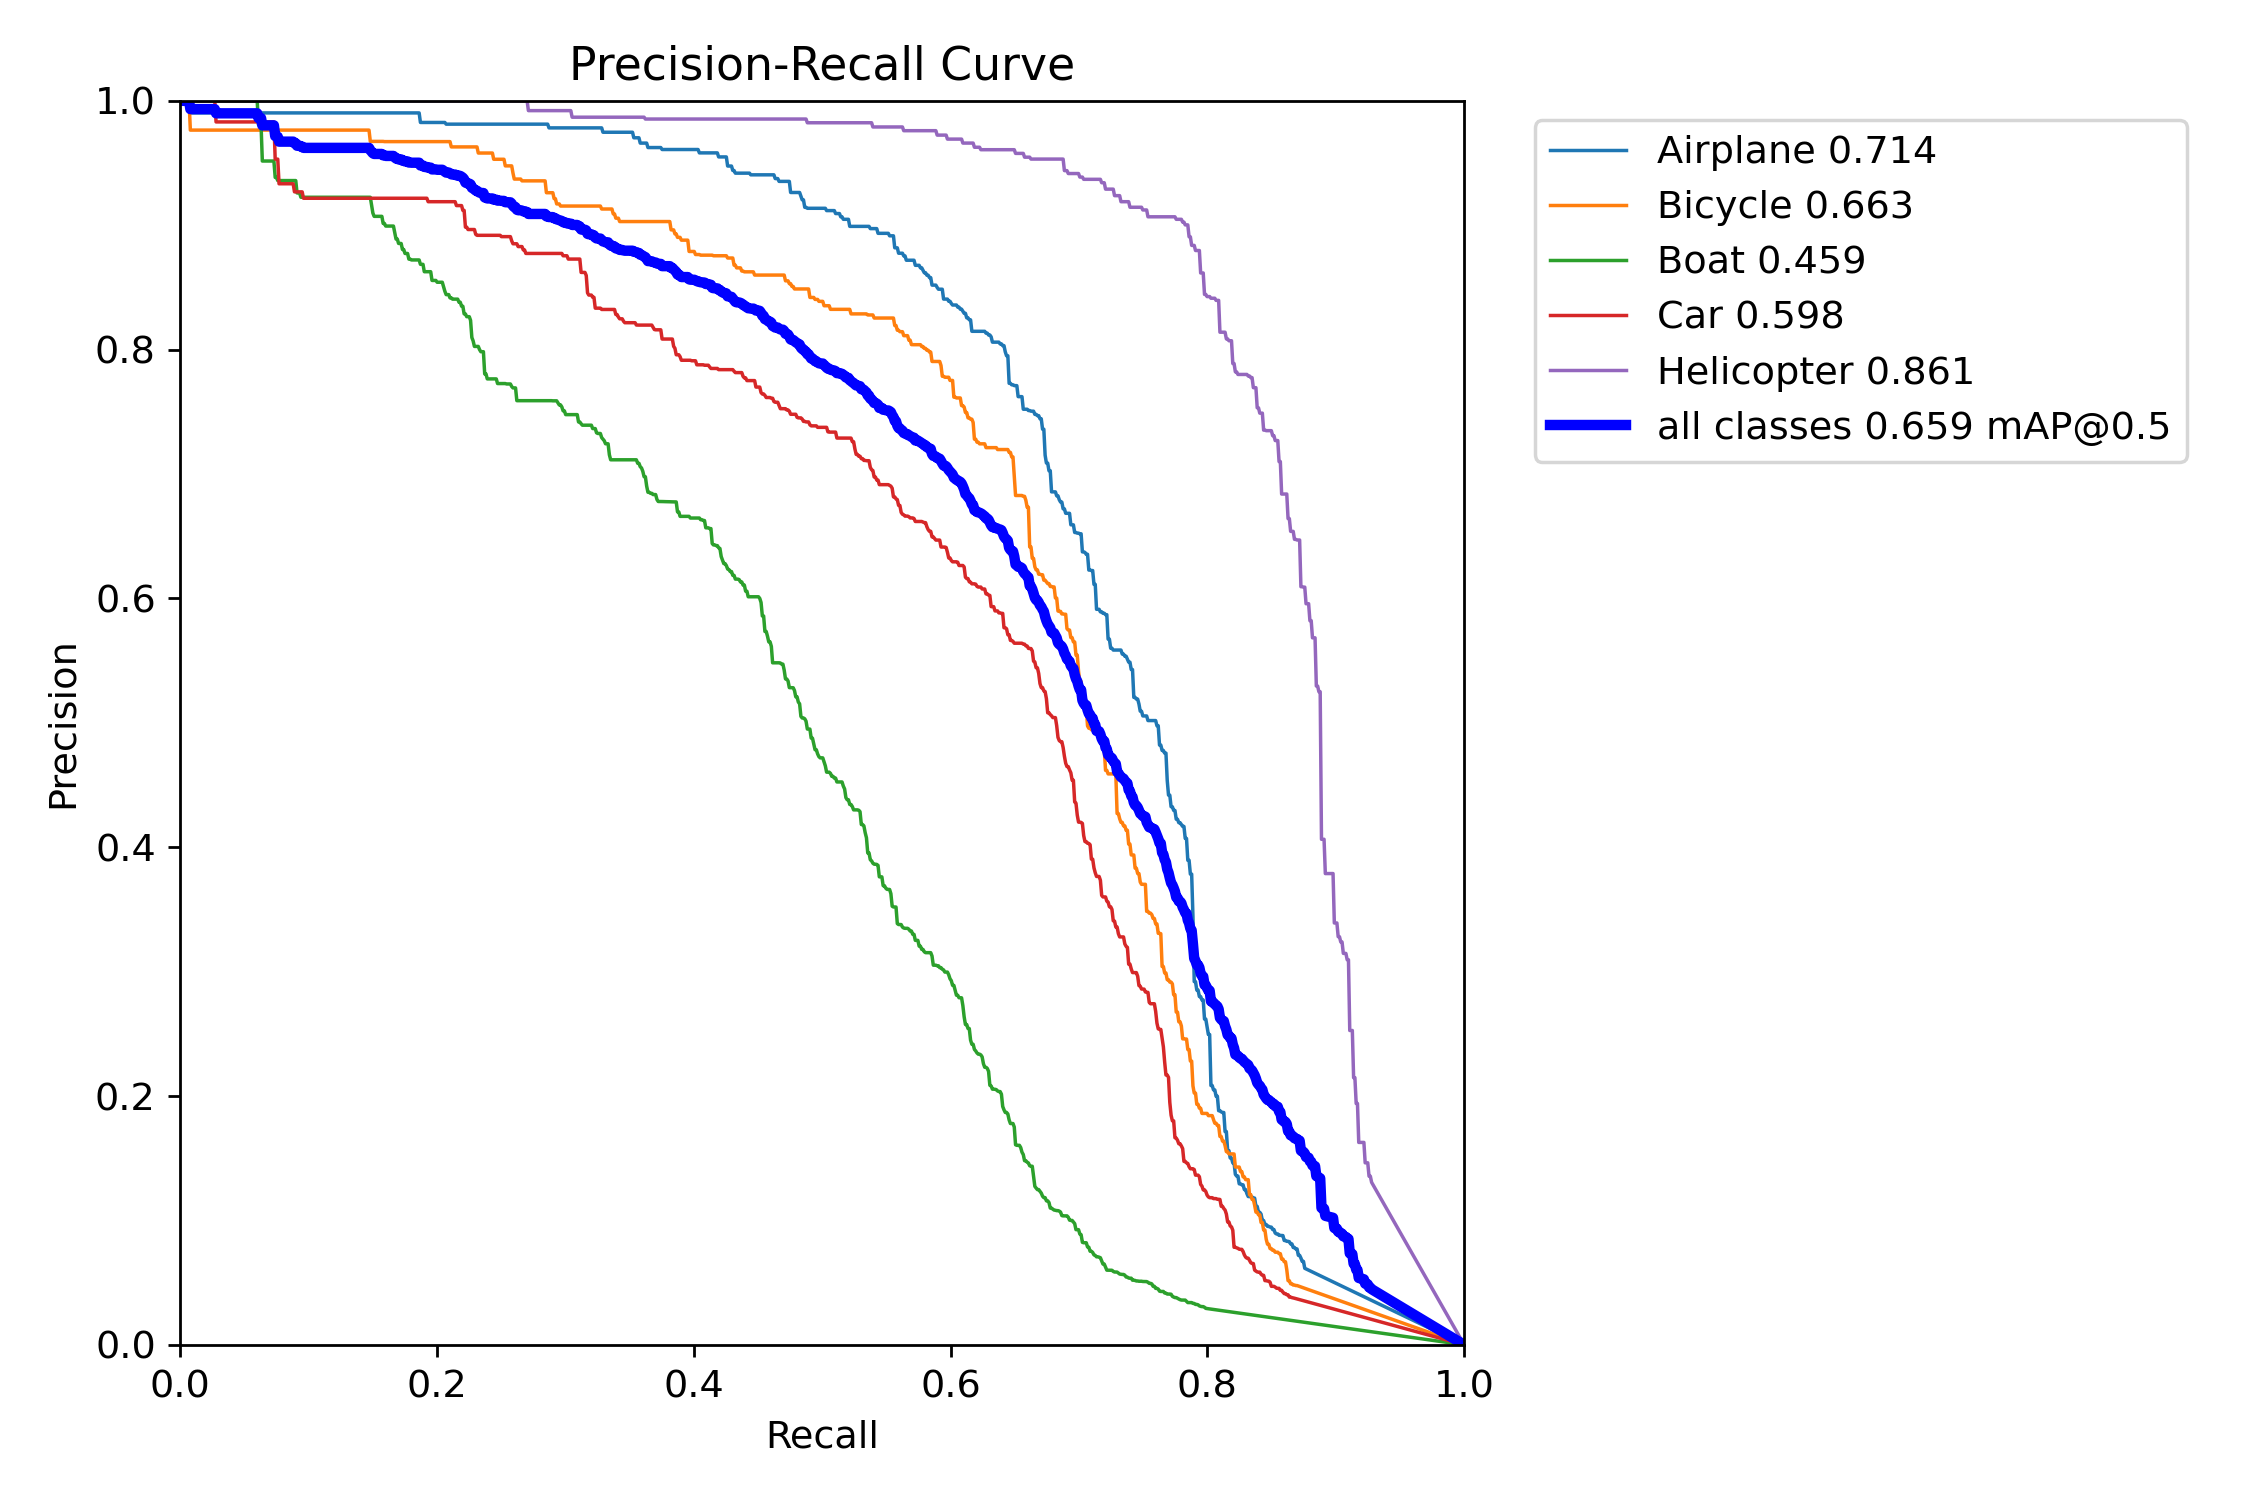 Precision-Recall Curve
1.0
0.8
0.6
0.4
0.2
0.0
Precision
0.0 0.2 0.4 0.6 0.8 1.0
Recall
Airplane 0.714
Bicycle 0.663
Boat 0.459
Car 0.598
Helicopter 0.861
all classes 0.659 mAP@0.5